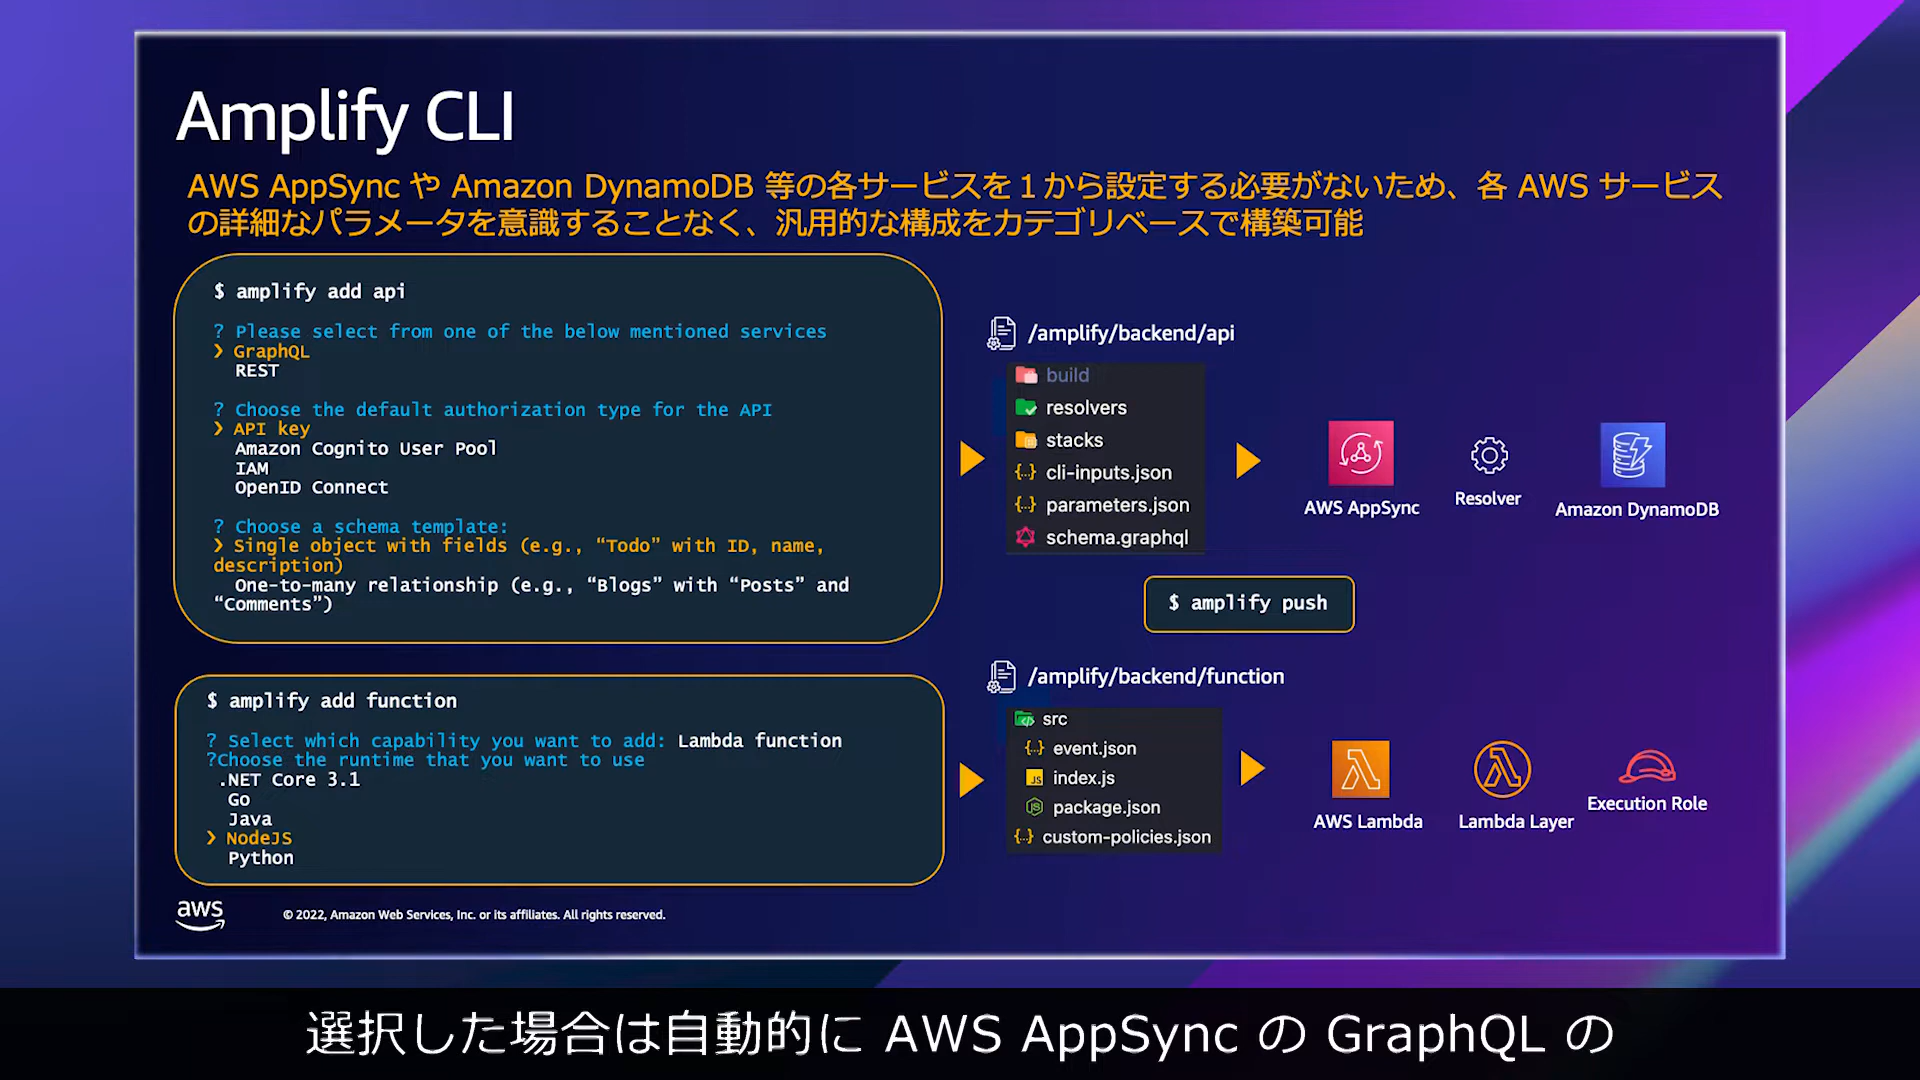 Amplify CLI
AWS AppSync や Amazon DynamoDB 等の各サービスを１から設定する必要がないため、各 AWS サービス
の詳細なパラメータを意識することなく、汎用的な構成をカテゴリベースで構築可能
$ amplify add api
? Please select from one of the below mentioned services
❯ GraphQL
REST
? Choose the default authorization type for the API
❯ API key
Amazon Cognito User Pool
IAM
OpenID Connect
? Choose a schema template:
❯ Single object with fields (e.g., “Todo” with ID, name,
description)
One-to-many relationship (e.g., “Blogs” with “Posts” and
“Comments”)
/amplify/backend/api
build
resolvers
stacks
cli-inputs.json
parameters.json
schema.graphql
AWS AppSync
Resolver
Amazon DynamoDB
$ amplify push
$ amplify add function
? Select which capability you want to add: Lambda function
?Choose the runtime that you want to use
.NET Core 3.1
Go
Java
❯ NodeJS
Python
/amplify/backend/function
src
event.json
index.js
package.json
custom-policies.json
AWS Lambda
Lambda Layer
Execution Role
aws
© 2022, Amazon Web Services, Inc. or its affiliates. All rights reserved.
選択した場合は自動的に AWS AppSync の GraphQL の